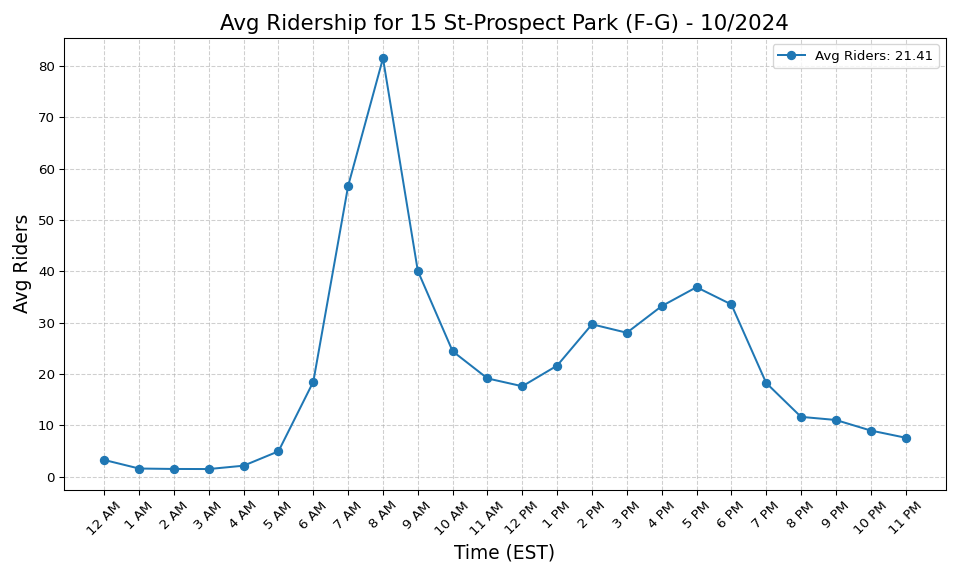 Avg Ridership for 15 St-Prospect Park (F-G) - 10/2024
Avg Riders: 21.41
80
70
60
50
40
30
20
10
0
Avg Riders
12 AM
1 AM
2 AM
3 AM
4 AM
5 AM
6 AM
7 AM
8 AM
9 AM
10 AM
11 AM
12 PM
1 PM
2 PM
3 PM
4 PM
5 PM
6 PM
7 PM
8 PM
9 PM
10 PM
11 PM
Time (EST)